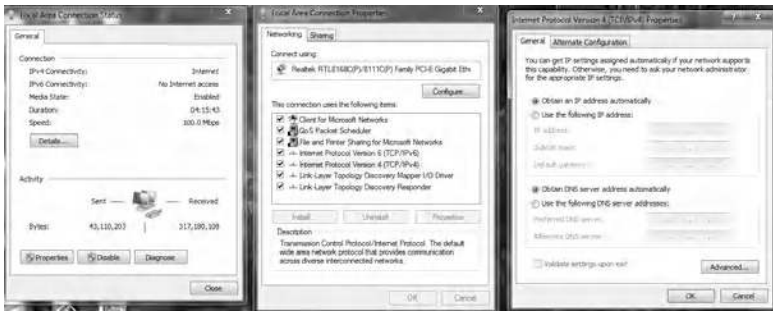 Local Area Connection Status
General
Connection
IPv4 Connectivity: Internet
IPv6 Connectivity: No Internet access
Media State: Enabled
Duration: 04:15:43
Speed: 100.0 Mbps
Details...
Activity
Sent Received
Bytes: 43,110,203 317,180,109
Properties Disable Diagnose
Close
Local Area Connection Properties
Networking Sharing
Connect using:
Realtek RTL8168C(P)/8111C(P) Family PCI-E Gigabit Eth
Configure...
This connection uses the following items:
Client for Microsoft Networks
QoS Packet Scheduler
File and Printer Sharing for Microsoft Networks
Internet Protocol Version 6 (TCP/IPv6)
Internet Protocol Version 4 (TCP/IPv4)
Link-Layer Topology Discovery Mapper I/O Driver
Link-Layer Topology Discovery Responder
Install... Uninstall Properties
Description
Transmission Control Protocol/Internet Protocol. The default
wide area network protocol that provides communication
across diverse interconnected networks.
OK Cancel
Internet Protocol Version 4 (TCP/IPv4) Properties
General Alternate Configuration
You can get IP settings assigned automatically if your network supports
this capability. Otherwise, you need to ask your network administrator
for the appropriate IP settings.
Obtain an IP address automatically
Use the following IP address:
IP address:
Subnet mask:
Default gateway:
Obtain DNS server address automatically
Use the following DNS server addresses:
Preferred DNS server:
Alternate DNS server:
Validate settings upon exit
Advanced...
OK Cancel